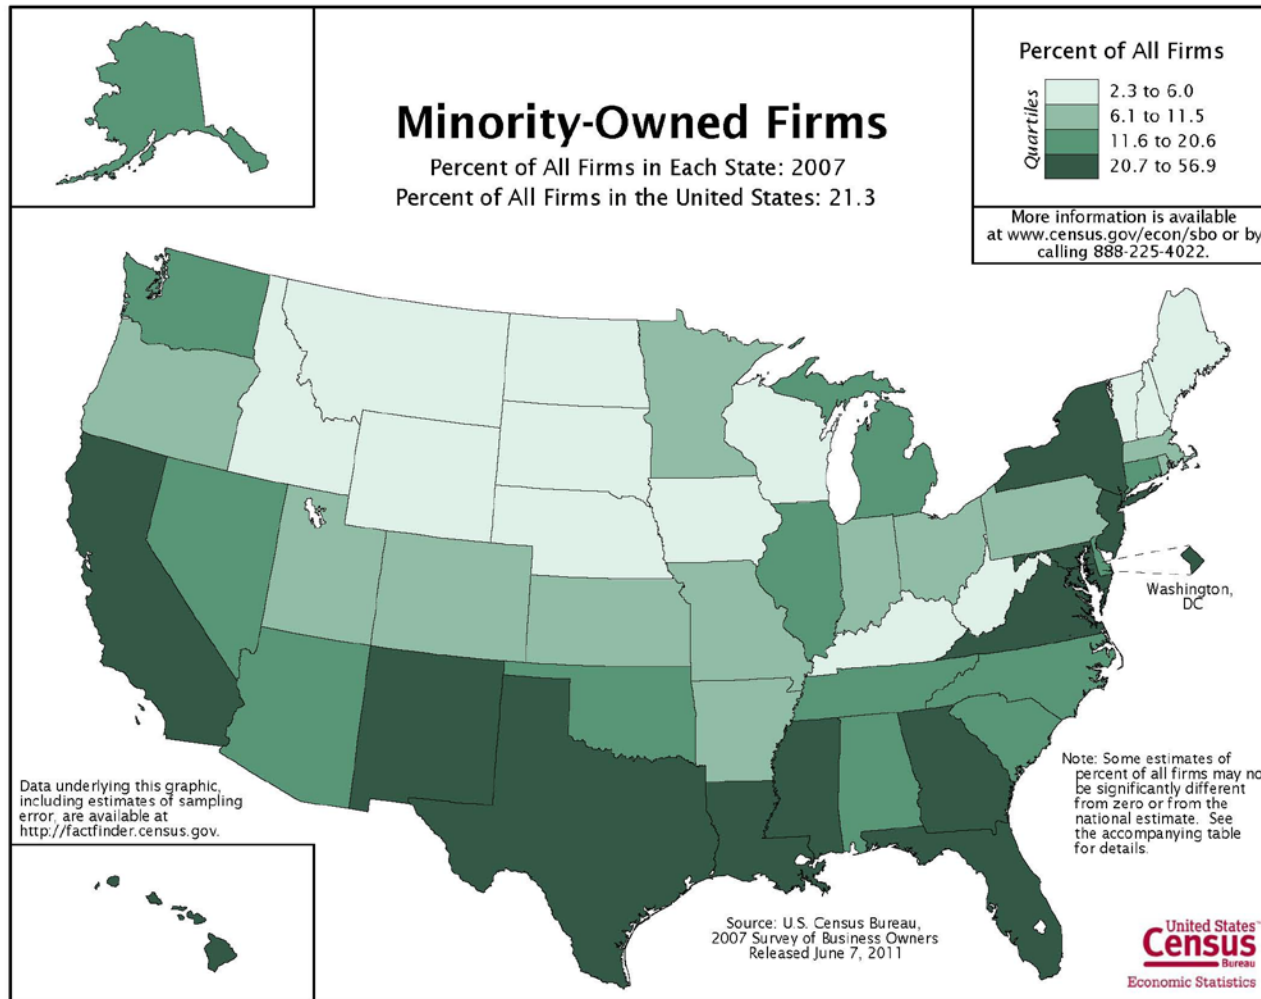 Minority-Owned Firms
Percent of All Firms in Each State: 2007
Percent of All Firms in the United States: 21.3
Percent of All Firms
Quartiles
2.3 to 6.0
6.1 to 11.5
11.6 to 20.6
20.7 to 56.9
More information is available
at www.census.gov/econ/sbo or by
calling 888-225-4022.
Washington,
DC
Data underlying this graphic,
including estimates of sampling
error, are available at
http://factfinder.census.gov.
Note: Some estimates of
percent of all firms may no
be significantly different
from zero or from the
national estimate. See
the accompanying table
for details.
Source: U.S. Census Bureau,
2007 Survey of Business Owners
Released June 7, 2011
United States™
Census
Bureau
Economic Statistics